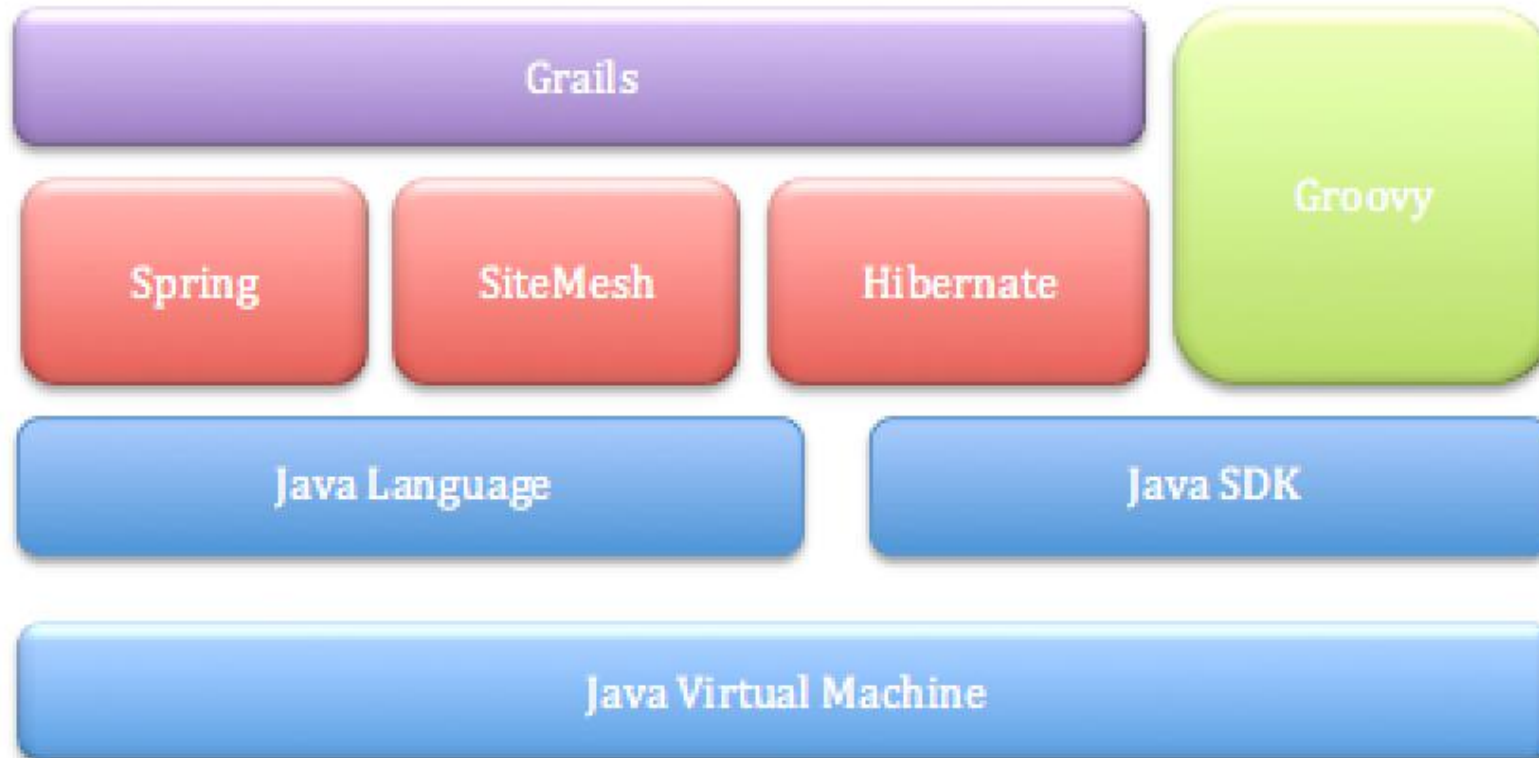 Grails
Groovy
Spring
SiteMesh
Hibernate
Java Language
Java SDK
Java Virtual Machine